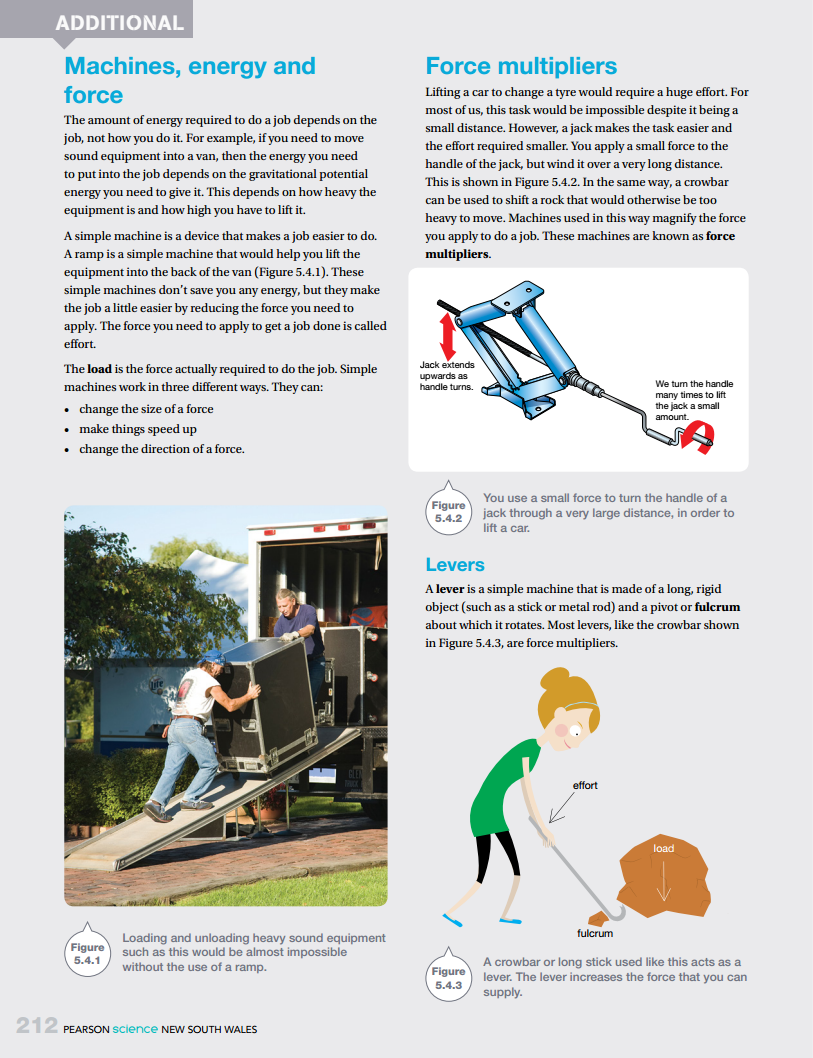 ADDITIONAL
Machines, energy and
force
The amount of energy required to do a job depends on the
job, not how you do it. For example, if you need to move
sound equipment into a van, then the energy you need
to put into the job depends on the gravitational potential
energy you need to give it. This depends on how heavy the
equipment is and how high you have to lift it.
A simple machine is a device that makes a job easier to do.
A ramp is a simple machine that would help you lift the
equipment into the back of the van (Figure 5.4.1). These
simple machines don't save you any energy, but they make
the job a little easier by reducing the force you need to
apply. The force you need to apply to get a job done is called
effort.
The load is the force actually required to do the job. Simple
machines work in three different ways. They can:
• change the size of a force
• make things speed up
• change the direction of a force.
Figure
5.4.1
Loading and unloading heavy sound equipment
such as this would be almost impossible
without the use of a ramp.
Force multipliers
Lifting a car to change a tyre would require a huge effort. For
most of us, this task would be impossible despite it being a
small distance. However, a jack makes the task easier and
the effort required smaller. You apply a small force to the
handle of the jack, but wind it over a very long distance.
This is shown in Figure 5.4.2. In the same way, a crowbar
can be used to shift a rock that would otherwise be too
heavy to move. Machines used in this way magnify the force
you apply to do a job. These machines are known as force
multipliers.
Jack extends
upwards as
handle turns.
We turn the handle
many times to lift
the jack a small
amount.
Figure
5.4.2
You use a small force to turn the handle of a
jack through a very large distance, in order to
lift a car.
Levers
A lever is a simple machine that is made of a long, rigid
object (such as a stick or metal rod) and a pivot or fulcrum
about which it rotates. Most levers, like the crowbar shown
in Figure 5.4.3, are force multipliers.
effort
load
fulcrum
Figure
5.4.3
A crowbar or long stick used like this acts as a
lever. The lever increases the force that you can
supply.
212 PEARSON science NEW SOUTH WALES